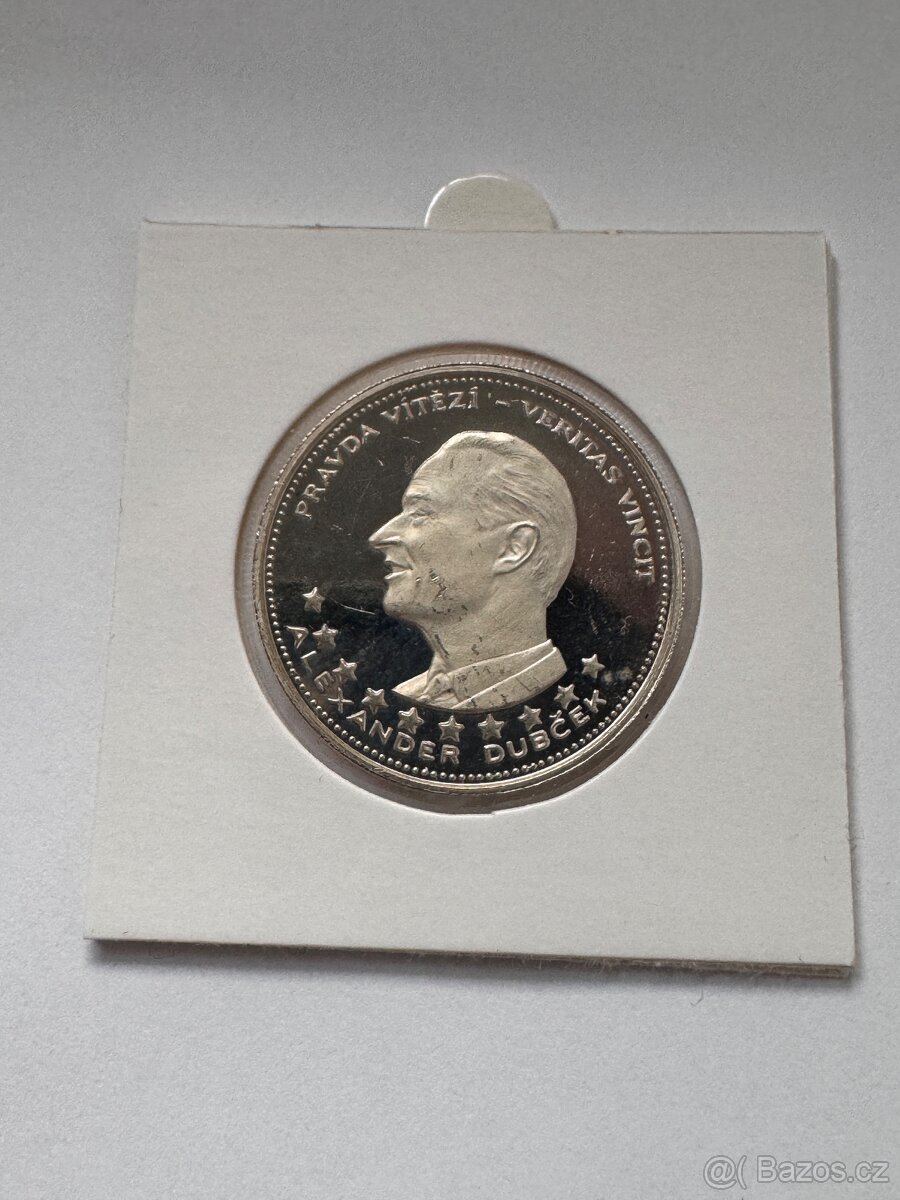 PRAVDA VÍTĚZÍ - VERITAS VINCIT
ALEXANDER DUBČEK
@( Bazos.cz